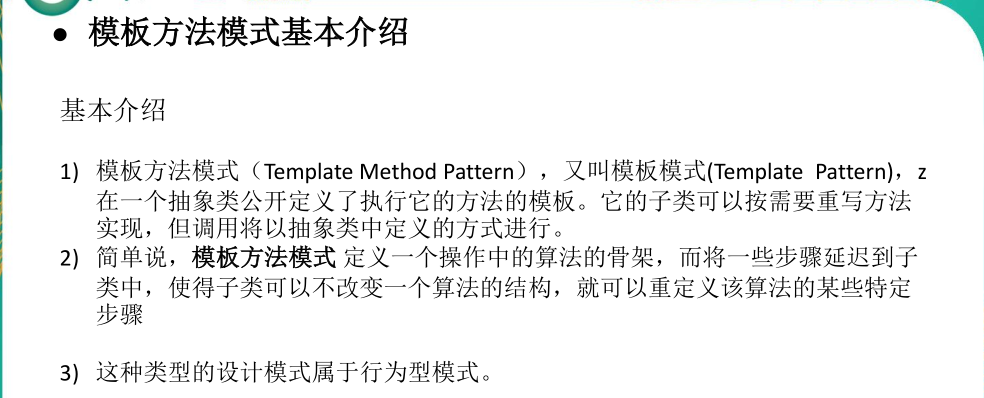 ● 模板方法模式基本介绍
基本介绍
1) 模板方法模式（Template Method Pattern），又叫模板模式(Template Pattern)，z
在一个抽象类公开定义了执行它的方法的模板。它的子类可以按需要重写方法
实现，但调用将以抽象类中定义的方式进行。
2) 简单说，模板方法模式 定义一个操作中的算法的骨架，而将一些步骤延迟到子
类中，使得子类可以不改变一个算法的结构，就可以重定义该算法的某些特定
步骤
3) 这种类型的设计模式属于行为型模式。